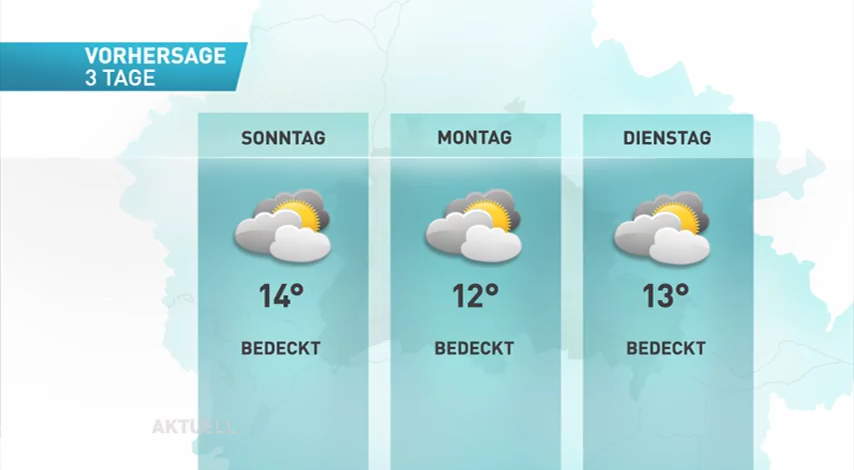 VORHERSAGE
3 TAGE
SONNTAG MONTAG DIENSTAG
14° 12° 13°
BEDECKT BEDECKT BEDECKT
AKTUELL